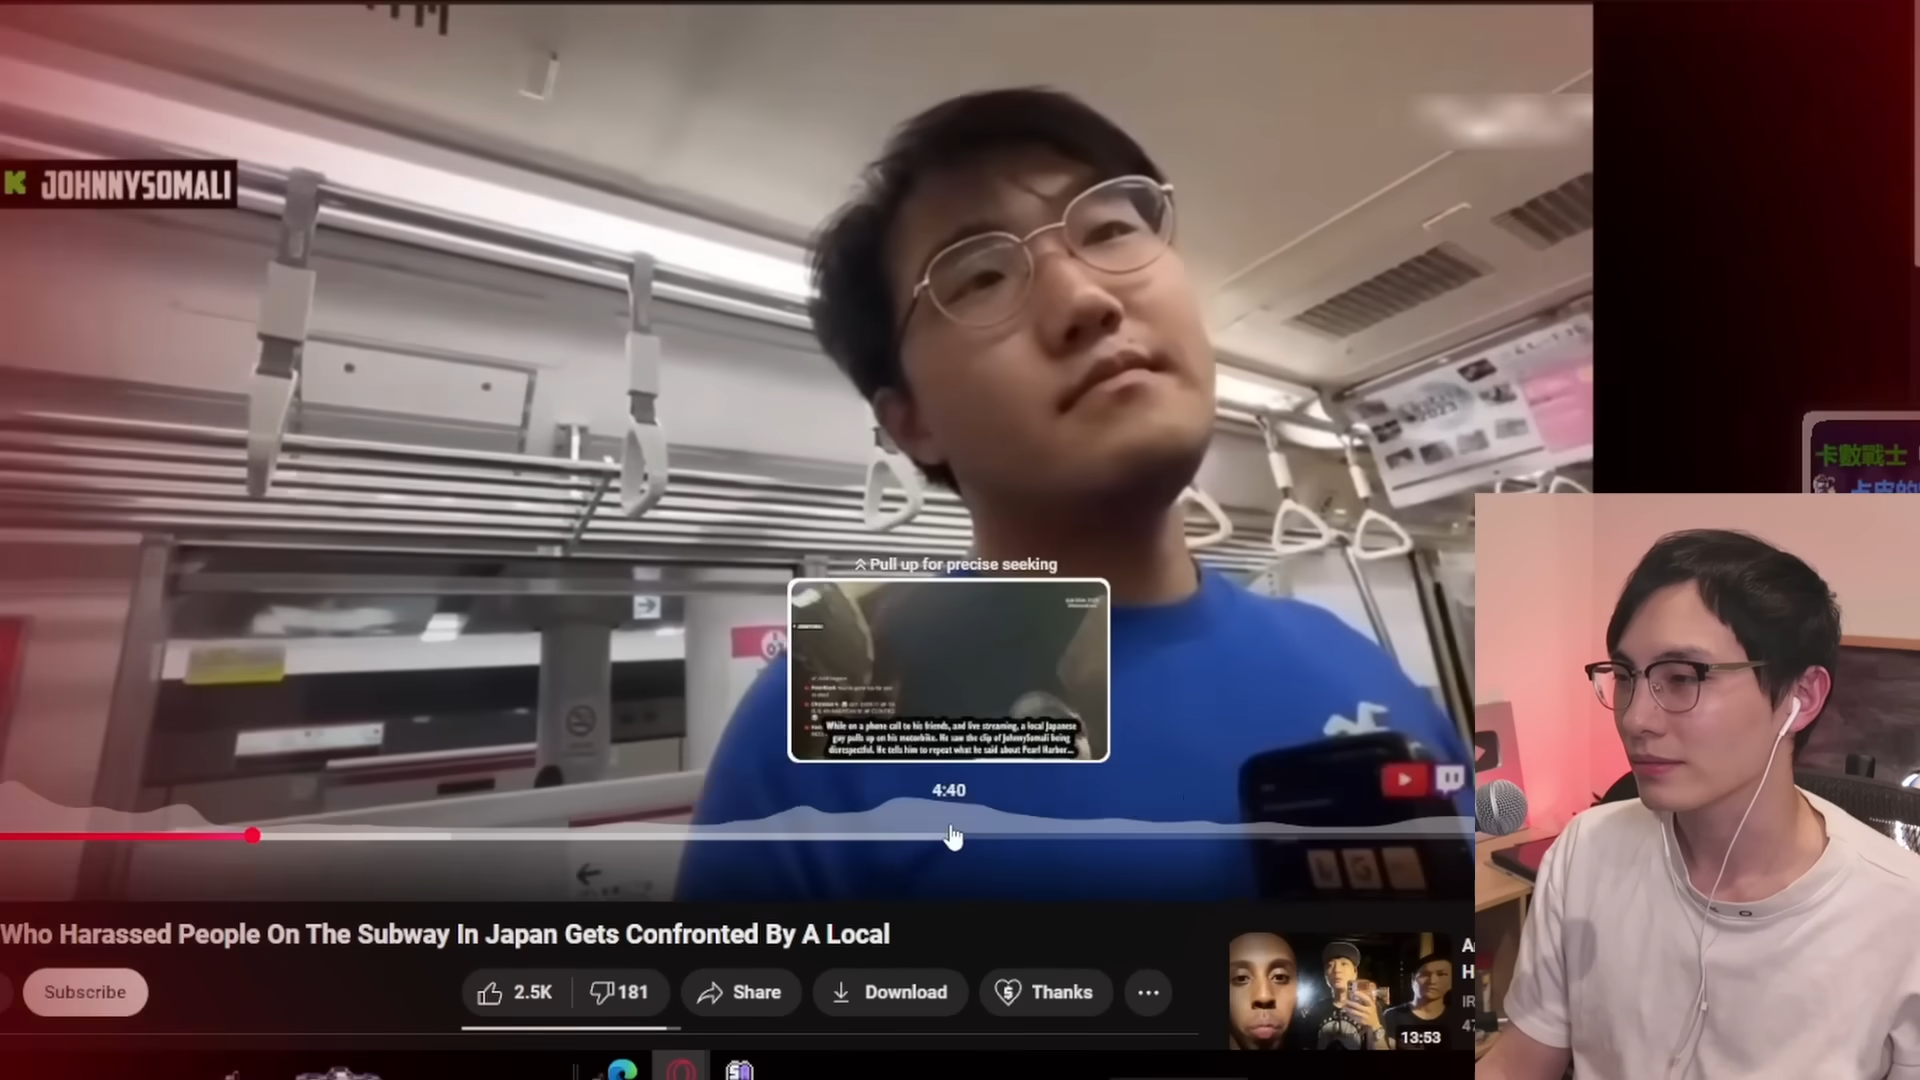 JOHNNYSOMALI
2023
Pull up for precise seeking
While on a phone call to his friends, and live streaming, a local Japanese
guy pulls up on his motorbike. He saw the clip of JohnnySomali being
disrespectful. He tells him to repeat what he said about Pearl Harbor...
4:40
Who Harassed People On The Subway In Japan Gets Confronted By A Local
Subscribe
2.5K
181
Share
Download
Thanks
13:53
卡數戰士